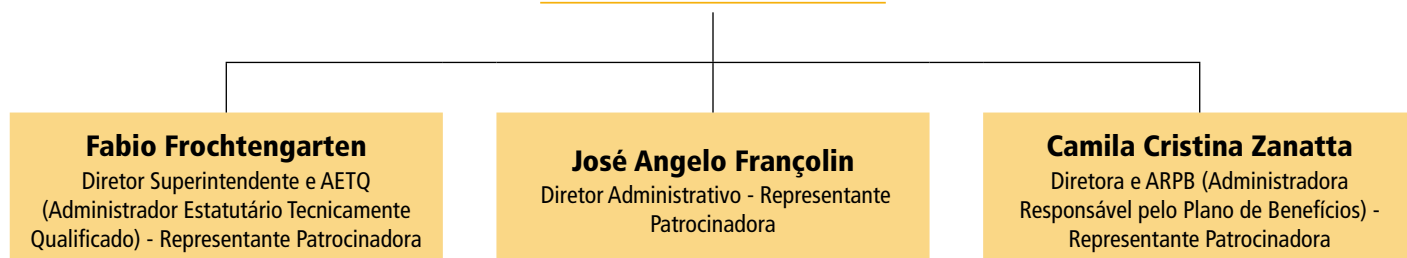 Fabio Frochtengarten
Diretor Superintendente e AETQ
(Administrador Estatutário Tecnicamente
Qualificado) - Representante Patrocinadora
José Angelo Françolin
Diretor Administrativo - Representante
Patrocinadora
Camila Cristina Zanatta
Diretora e ARPB (Administradora
Responsável pelo Plano de Benefícios) -
Representante Patrocinadora